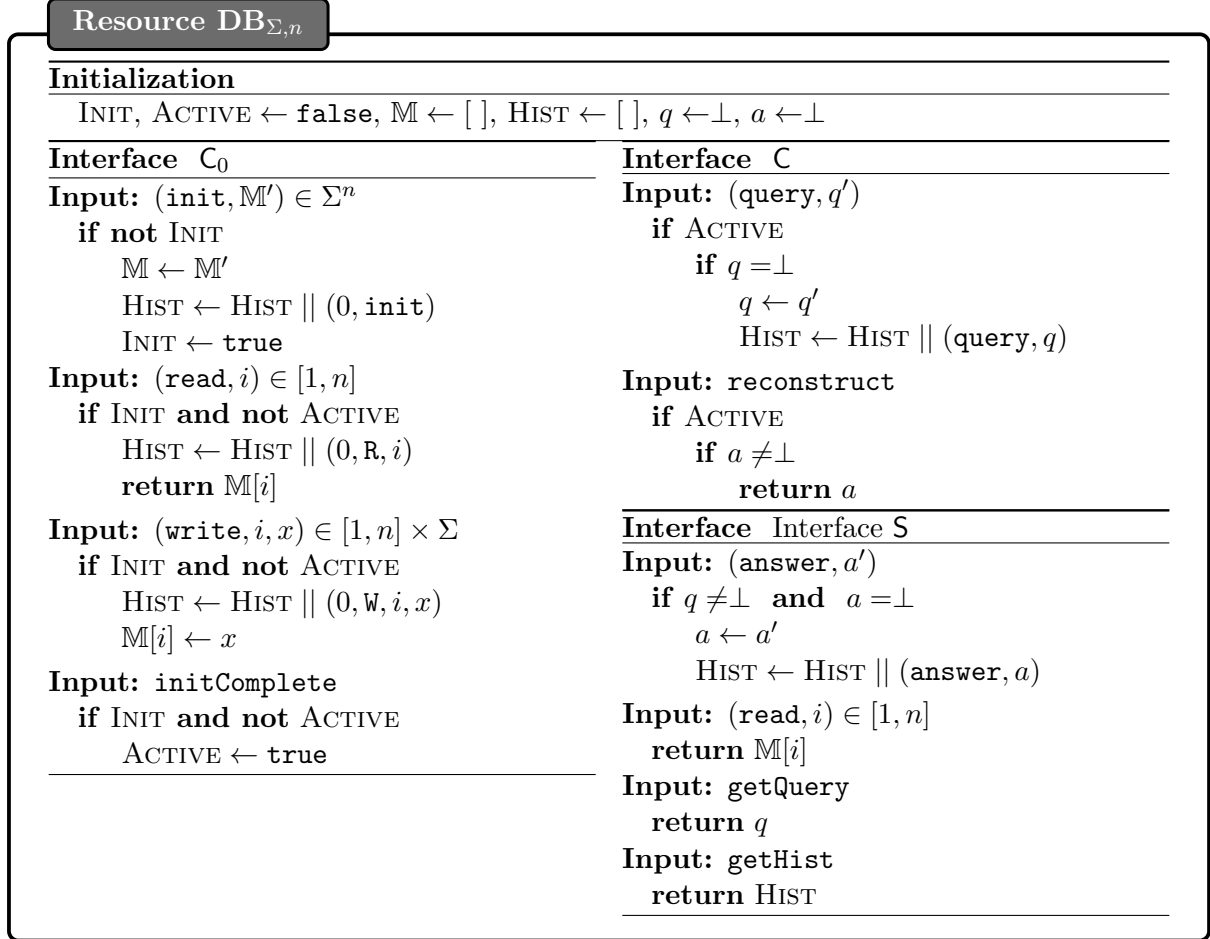 Resource DB_{Σ,n}
Initialization
INIT, ACTIVE ← false, 𝕄 ← [ ], HIST ← [ ], q ←⊥, a ←⊥
Interface C_0
Input: (init, 𝕄′) ∈ Σ^n
if not INIT
𝕄 ← 𝕄′
HIST ← HIST || (0, init)
INIT ← true
Input: (read, i) ∈ [1, n]
if INIT and not ACTIVE
HIST ← HIST || (0, R, i)
return 𝕄[i]
Input: (write, i, x) ∈ [1, n] × Σ
if INIT and not ACTIVE
HIST ← HIST || (0, W, i, x)
𝕄[i] ← x
Input: initComplete
if INIT and not ACTIVE
ACTIVE ← true
Interface C
Input: (query, q′)
if ACTIVE
if q =⊥
q ← q′
HIST ← HIST || (query, q)
Input: reconstruct
if ACTIVE
if a ≠⊥
return a
Interface Interface S
Input: (answer, a′)
if q ≠⊥ and a =⊥
a ← a′
HIST ← HIST || (answer, a)
Input: (read, i) ∈ [1, n]
return 𝕄[i]
Input: getQuery
return q
Input: getHist
return HIST